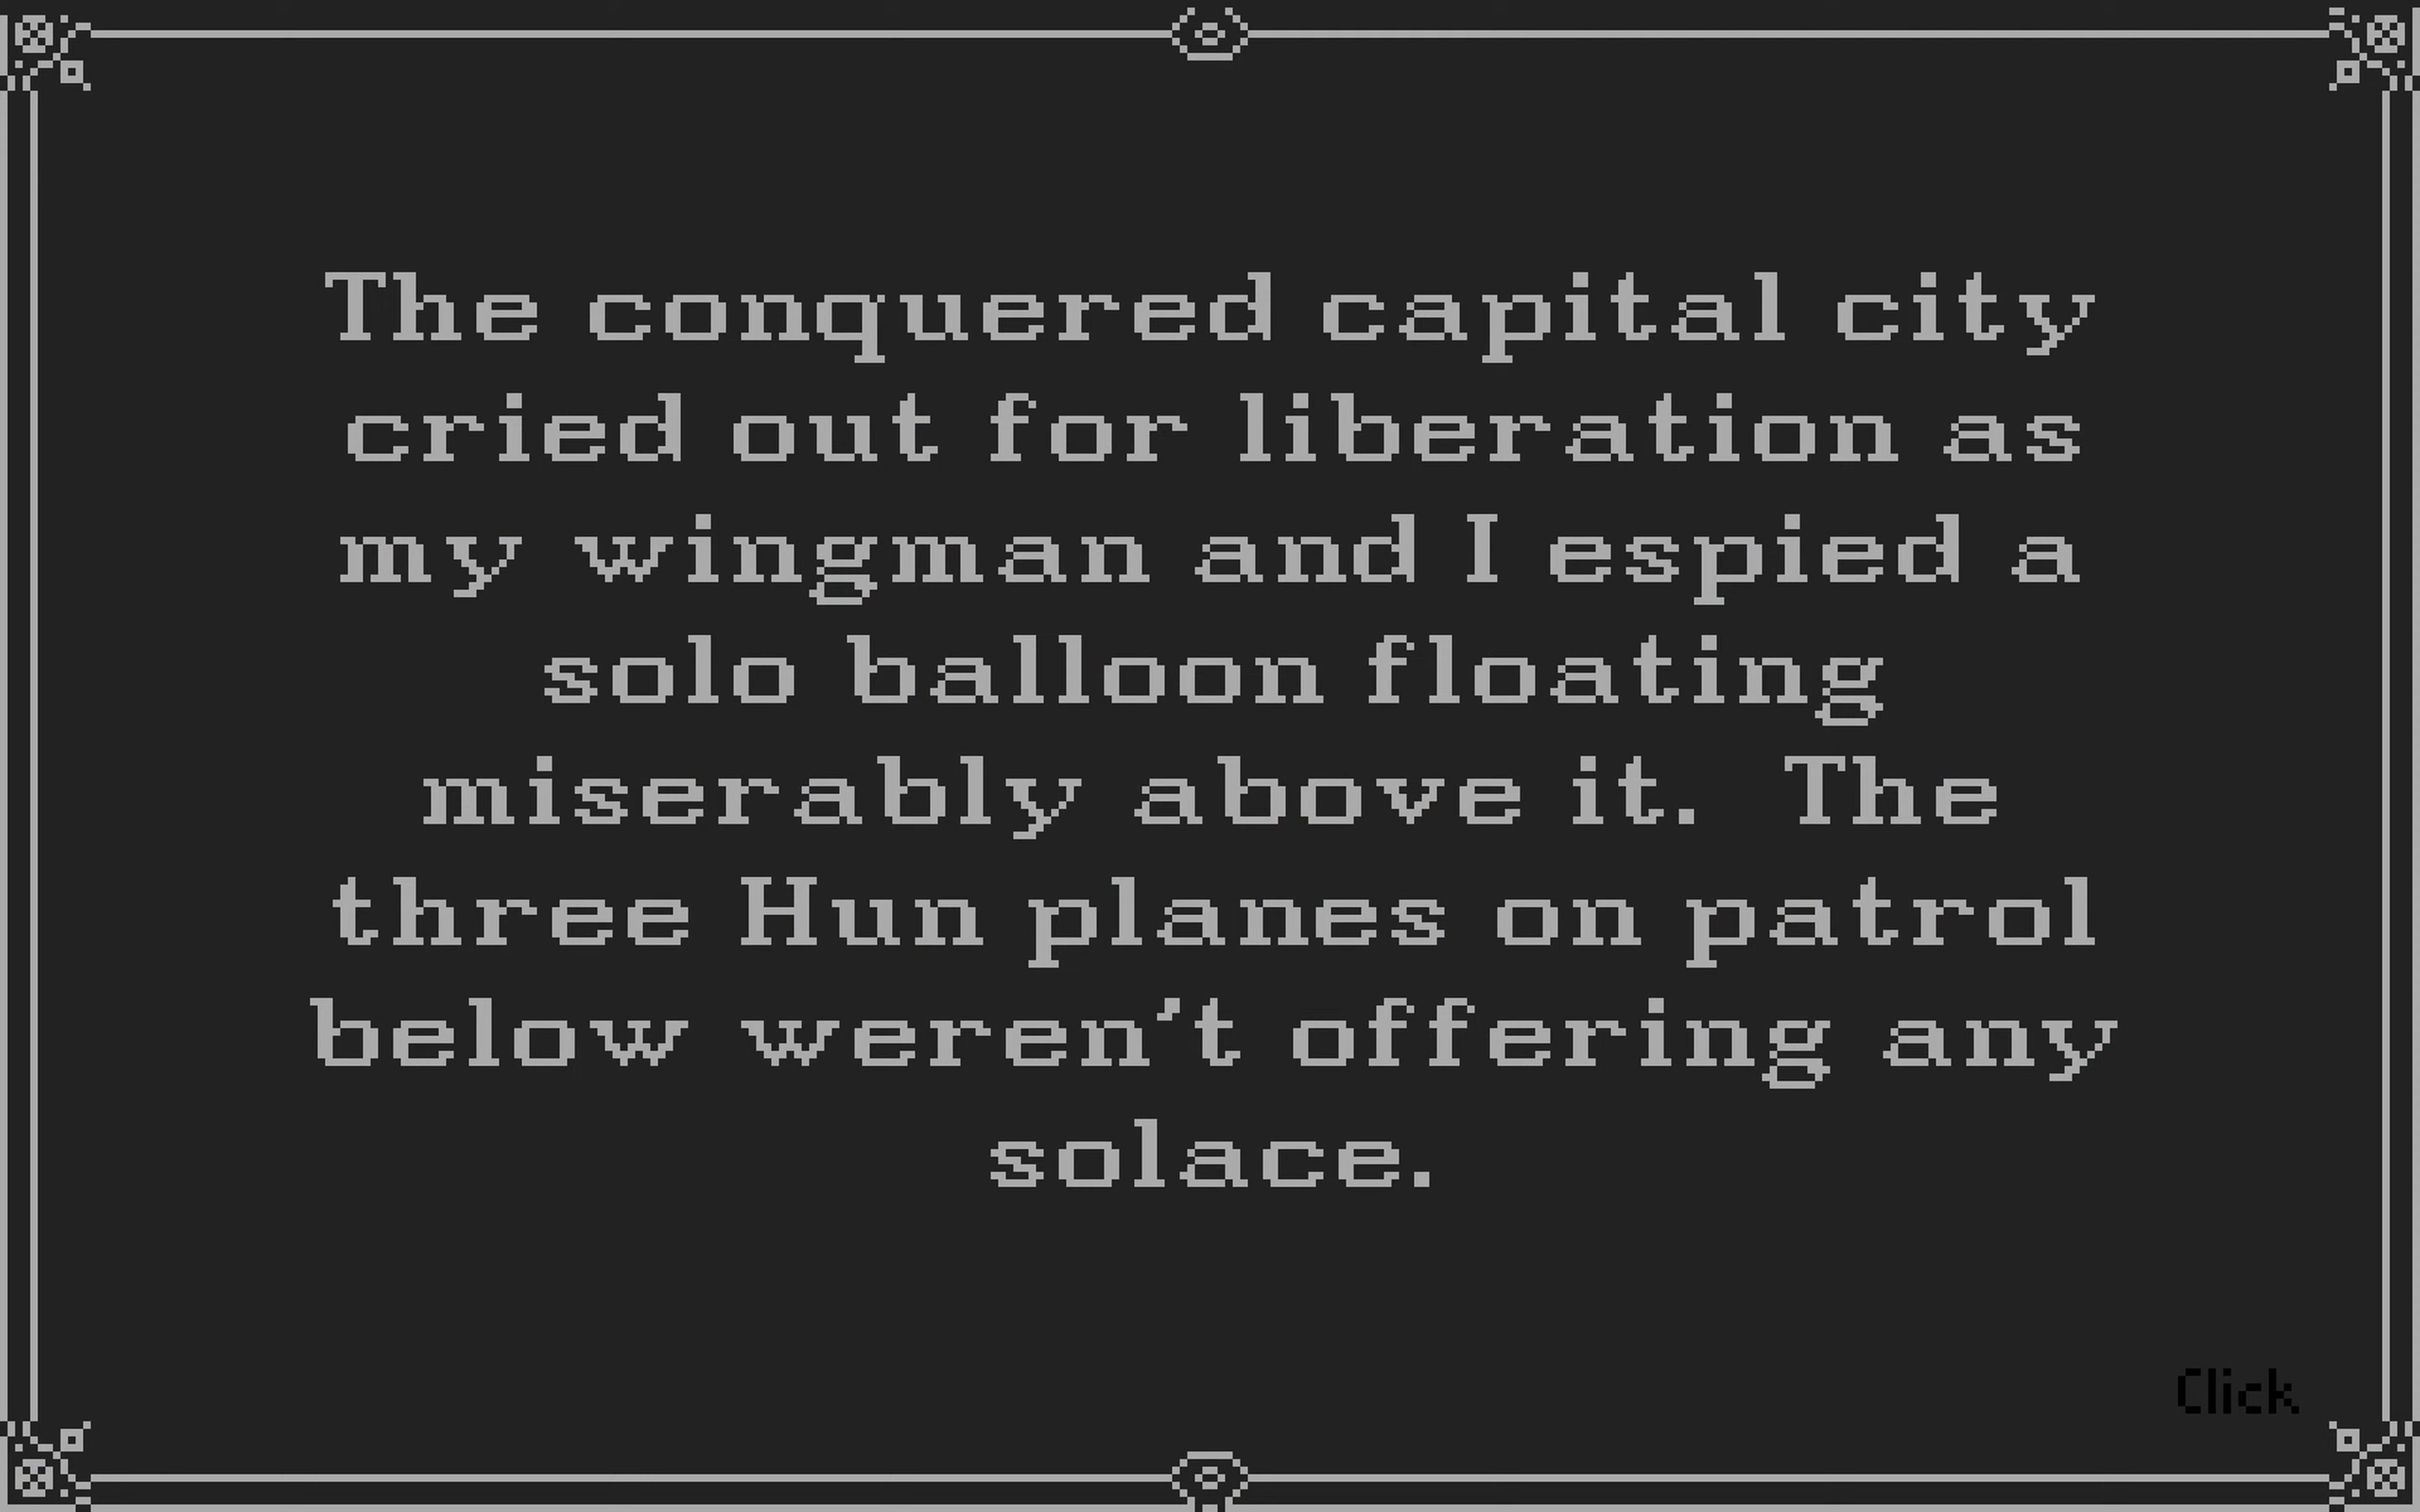 The conquered capital city
cried out for liberation as
my wingman and I espied a
solo balloon floating
miserably above it.  The
three Hun planes on patrol
below weren't offering any
solace.
Click